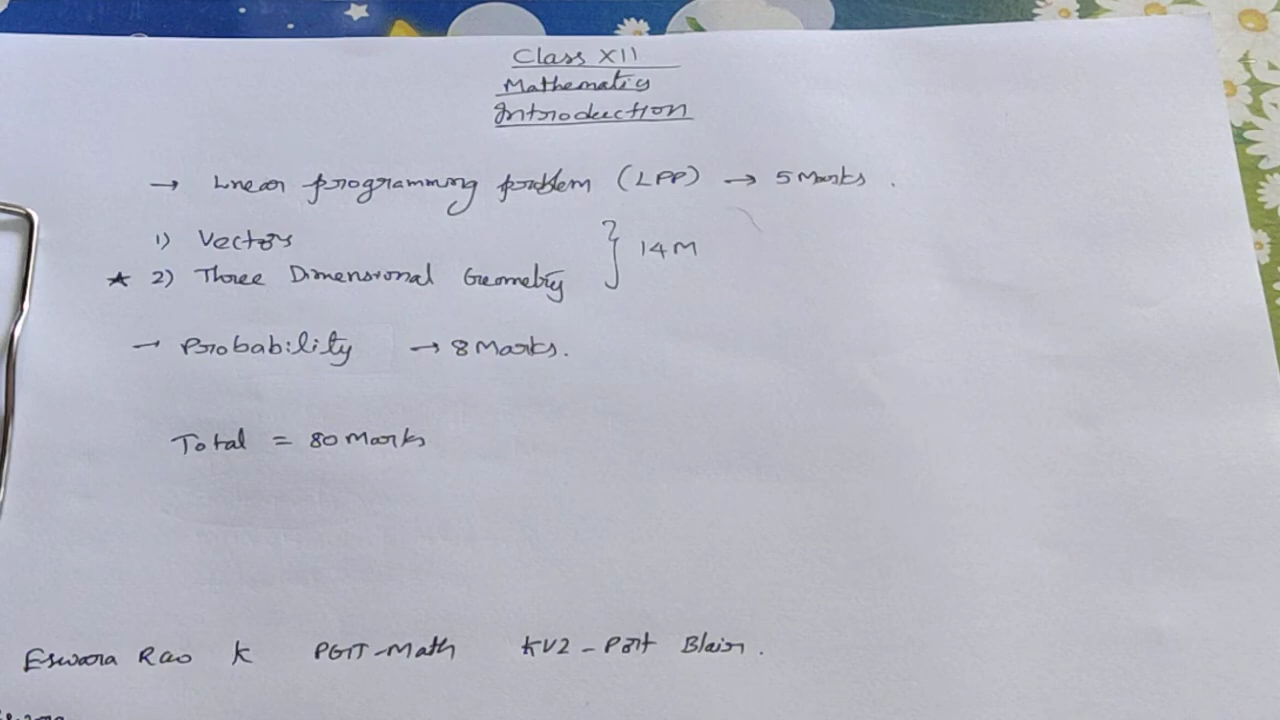 Class XII
Mathematics
Introduction
→ Linear programming problem (LPP) → 5 Marks .
1) Vectors
★ 2) Three Dimensional Geometry } 14 M
→ Probability → 8 Marks.
Total = 80 Marks
Eswara Rao K PGT-Math KV2 - Port Blair .